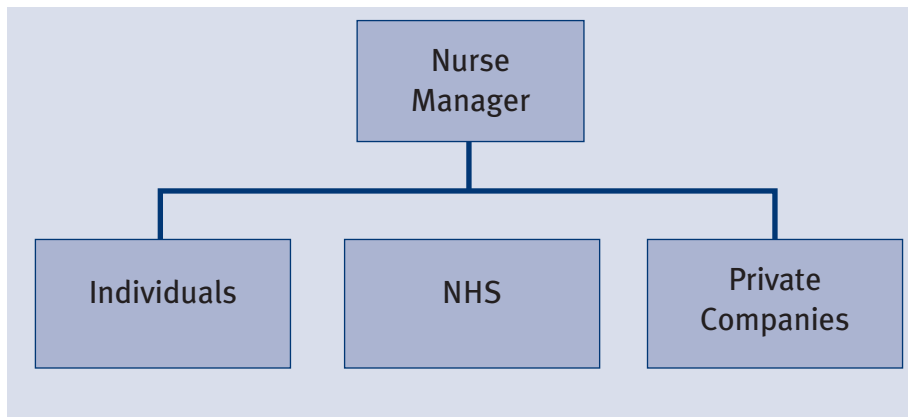 Nurse
Manager
Individuals
NHS
Private
Companies